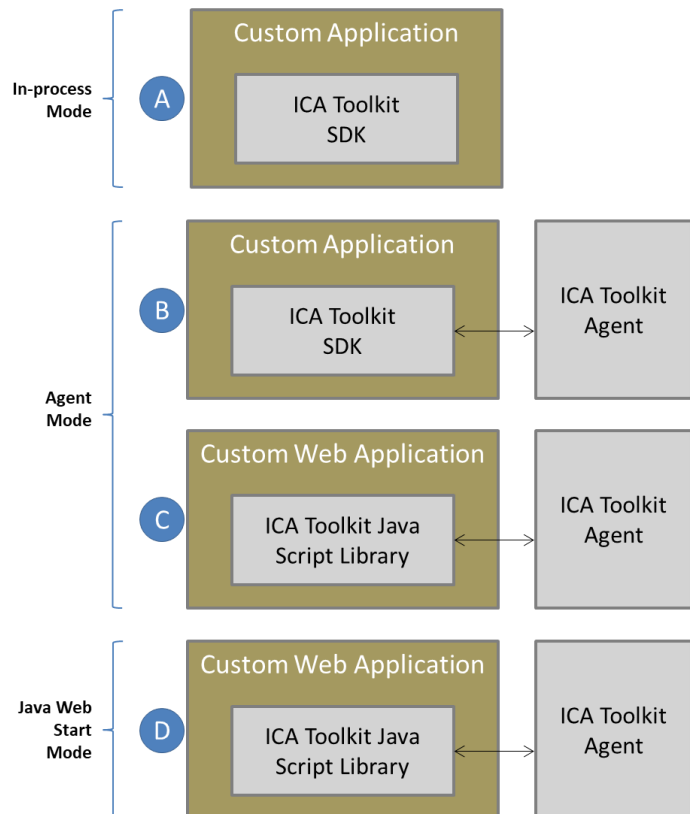 Custom Application
In-process
Mode
A
ICA Toolkit
SDK
Custom Application
B
ICA Toolkit
SDK
ICA Toolkit
Agent
Agent
Mode
Custom Web Application
C
ICA Toolkit Java
Script Library
ICA Toolkit
Agent
Custom Web Application
Java Web
Start
Mode
D
ICA Toolkit Java
Script Library
ICA Toolkit
Agent